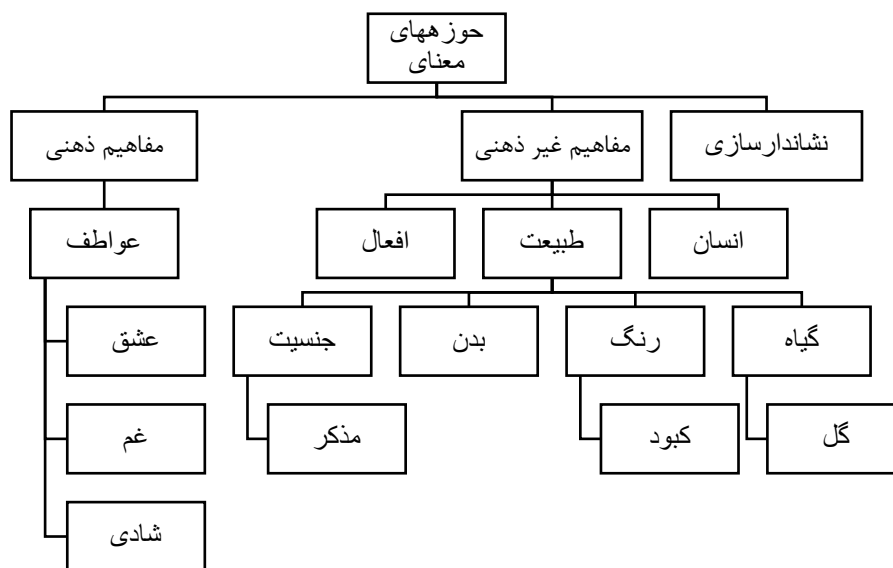 حوزههای
معنای
نشاندارسازی
مفاهیم غیر ذهنی
مفاهیم ذهنی
انسان
طبیعت
افعال
عواطف
گیاه
رنگ
بدن
جنسیت
عشق
گل
کبود
مذکر
غم
شادی